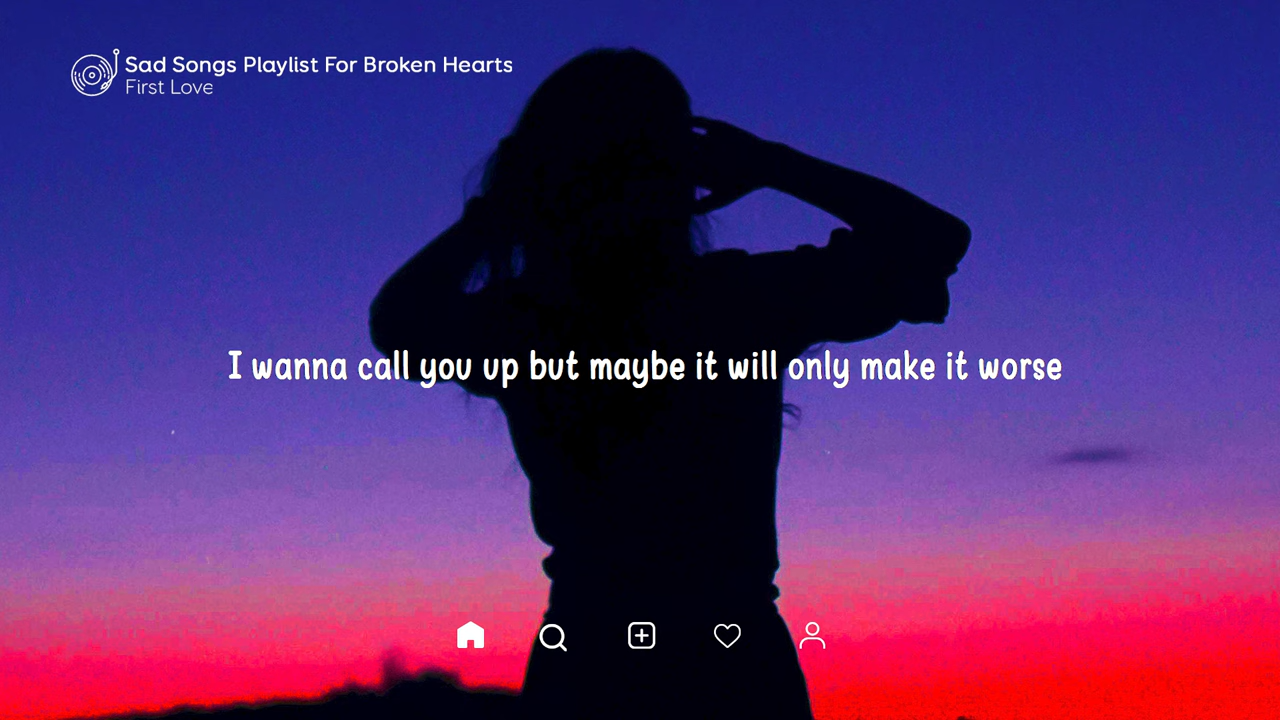 Sad Songs Playlist For Broken Hearts
First Love
I wanna call you up but maybe it will only make it worse